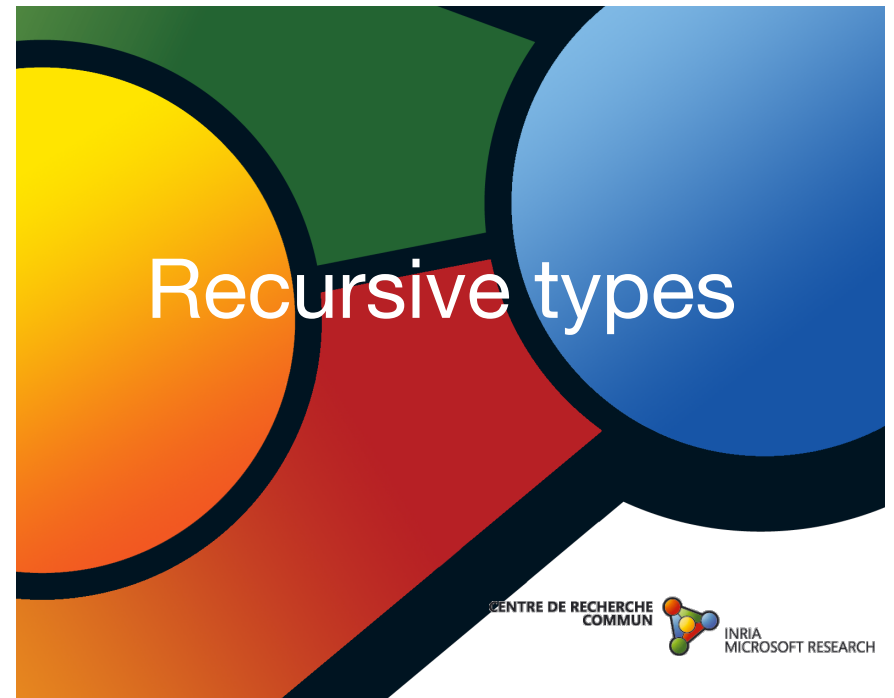 Recursive types
CENTRE DE RECHERCHE
COMMUN
INRIA
MICROSOFT RESEARCH